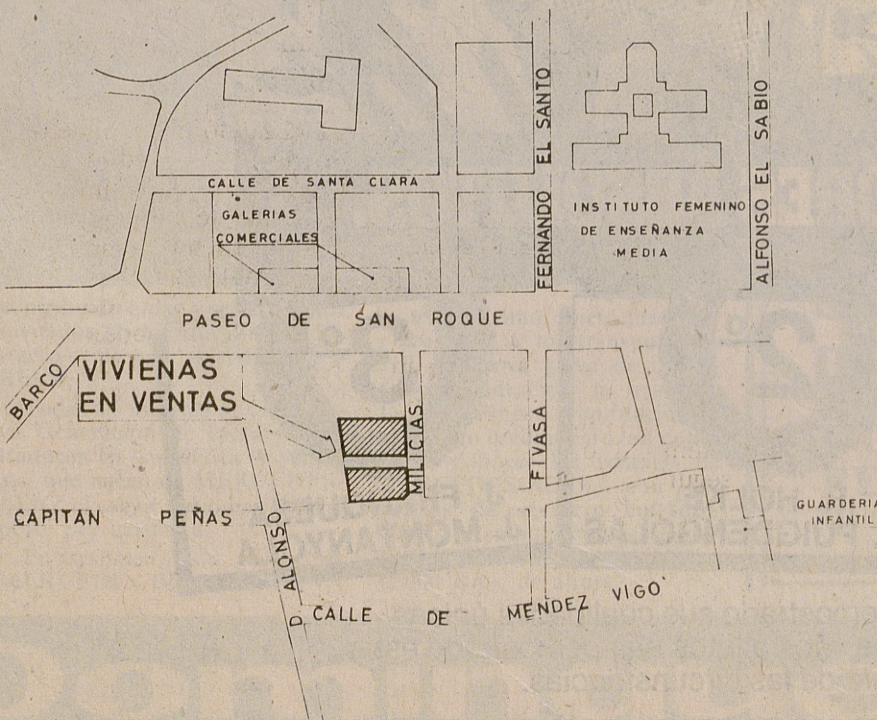 CALLE DE SANTA CLARA
GALERIAS
COMERCIALES
FERNANDO EL SANTO
INSTITUTO FEMENINO
DE ENSEÑANZA
MEDIA
ALFONSO EL SABIO
PASEO DE SAN ROQUE
BARCO
VIVIENAS
EN VENTAS
MILICIAS
FIVASA
CAPITAN PEÑAS
D. ALONSO
GUARDERIA
INFANTIL
CALLE DE MENDEZ VIGO